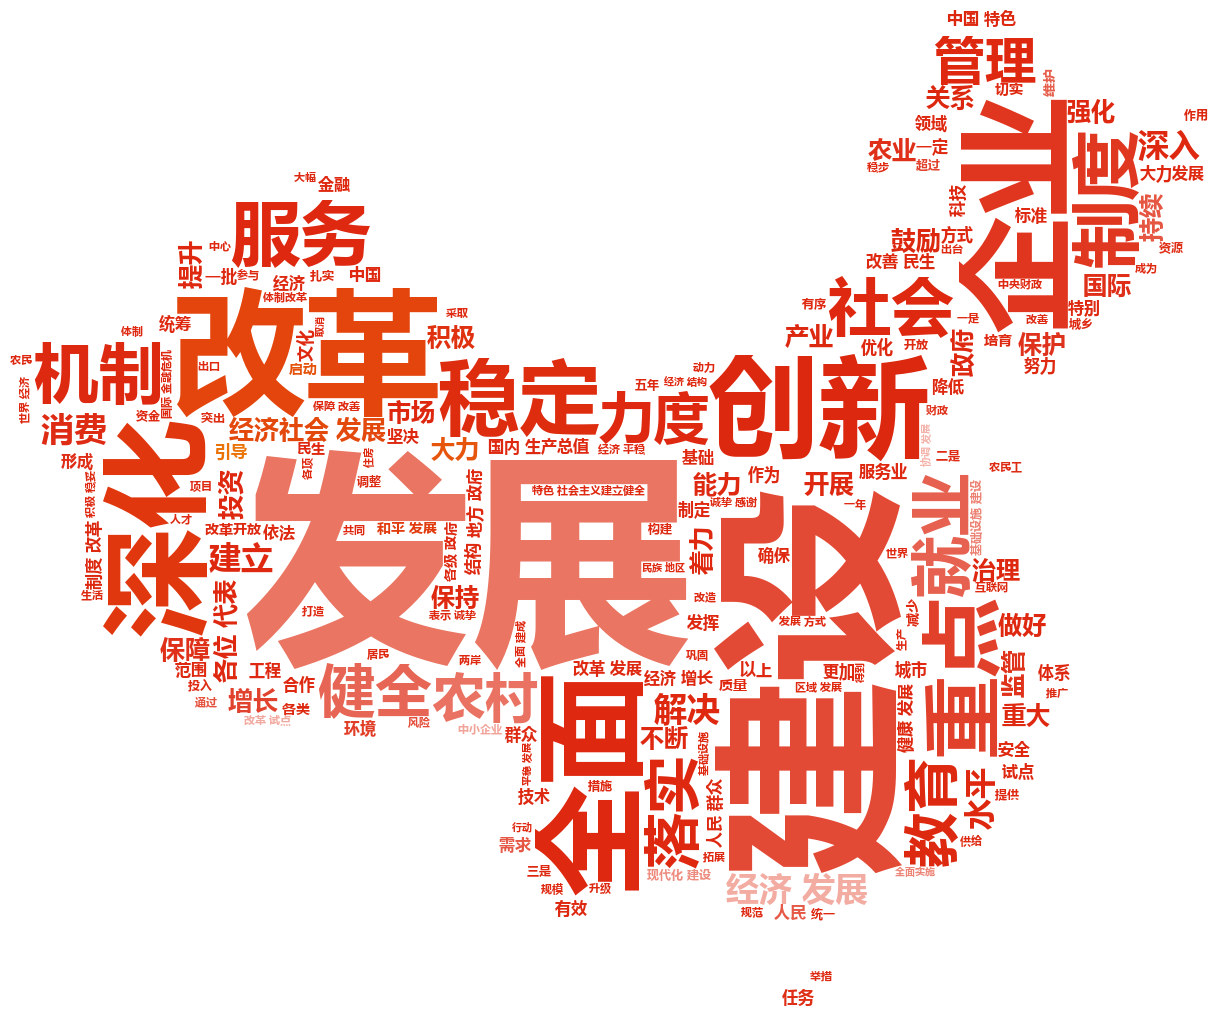 中国 特色
管理
维护
切实
关系
强化
作用
领域
企业
制度
深入
农业
一定
稳步
超过
大力发展
大幅
金融
科技
标准
持续
服务
鼓励
方式
出台
资源
提升
中心
改善 民生
成为
一批
参与
经济
扎实
中国
中央财政
国际
体制改革
有序
社会
特别
改革
采取
一是
改善
城乡
统筹
取消
体制
文化
积极
产业
优化
开放
政府
培育
保护
努力
农民
机制
国际 金融危机
出口
启动
稳定
动力
创新
世界 经济
五年
经济 结构
降低
力度
保障 改善
市场
财政
消费
资金
突出
经济社会 发展
坚决
深化
引导
民生
大力
国内 生产总值
经济 平稳
协调 发展
形成
各项
住房
基础
二是
服务业
农民工
积极 稳妥
项目
投资
调整
发展
能力
作为
开展
就业
基础设施 建设
特色 社会主义建立健全
人才
制定
诚挚 感谢
一年
改革开放
依法
共同
和平 发展
地方 政府
构建
建设
制度 改革
建立
各级 政府
结构
着力
确保
世界
治理
生活
民族 地区
互联网
代表
保持
改造
打造
表示 诚挚
减少
重点
发挥
发展 方式
做好
保障
各位
全面 建成
生产
居民
两岸
巩固
监管
范围
工程
改革 发展
以上
更加
得到
城市
体系
投入
合作
健全
农村
经济 增长
质量
区域 发展
推广
通过
增长
各类
全面
解决
健康 发展
重大
改革 试点
环境
风险
中小企业
群众
不断
基础设施
安全
平稳 发展
落实
教育
水平
试点
措施
技术
人民 群众
提供
行动
需求
供给
拓展
三是
现代化 建设
经济 发展
全面实施
规模
升级
有效
规范
人民
统一
举措
任务